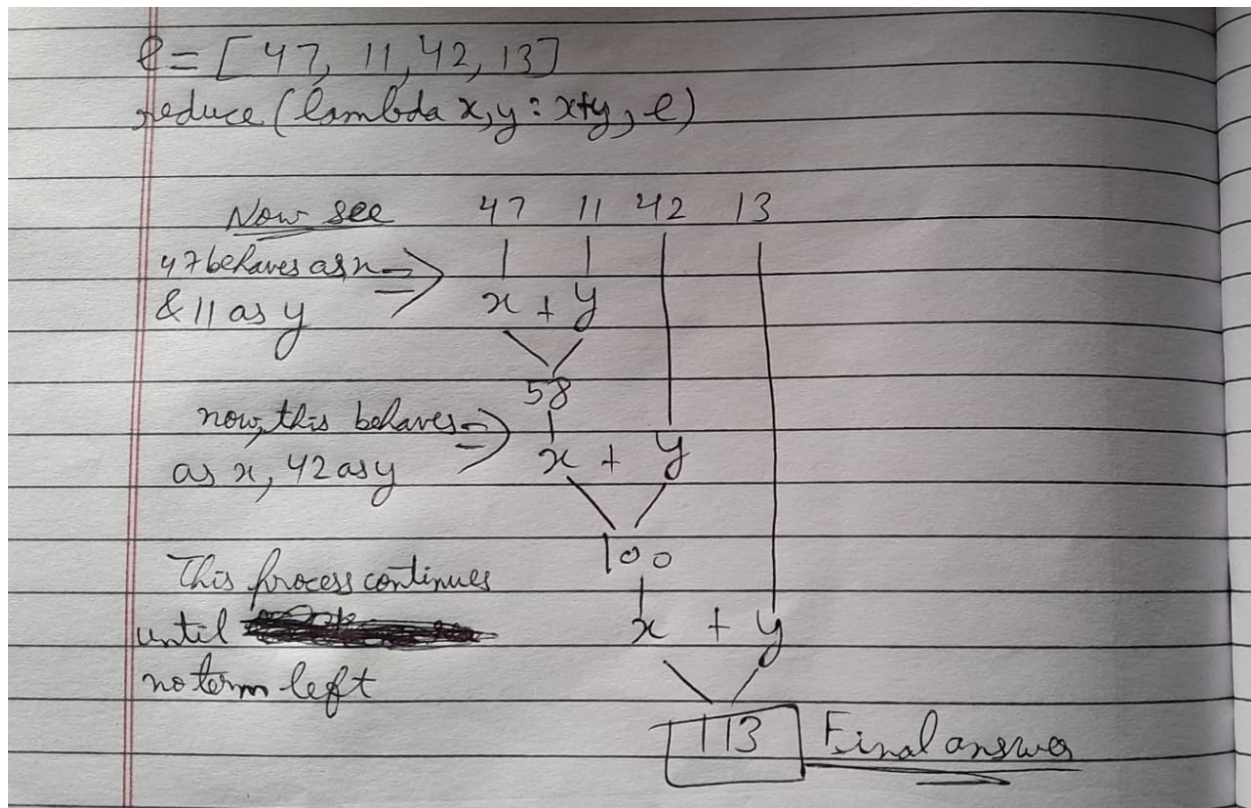 l = [47, 11, 42, 13]
reduce (lambda x, y : x+y, l)
Now see 47 11 42 13
47 behaves as x ⇒
& 11 as y x + y
58
now, this behaves ⇒
as x, 42 as y x + y
100
This process continues
until x + y
no term left
113 Final answer